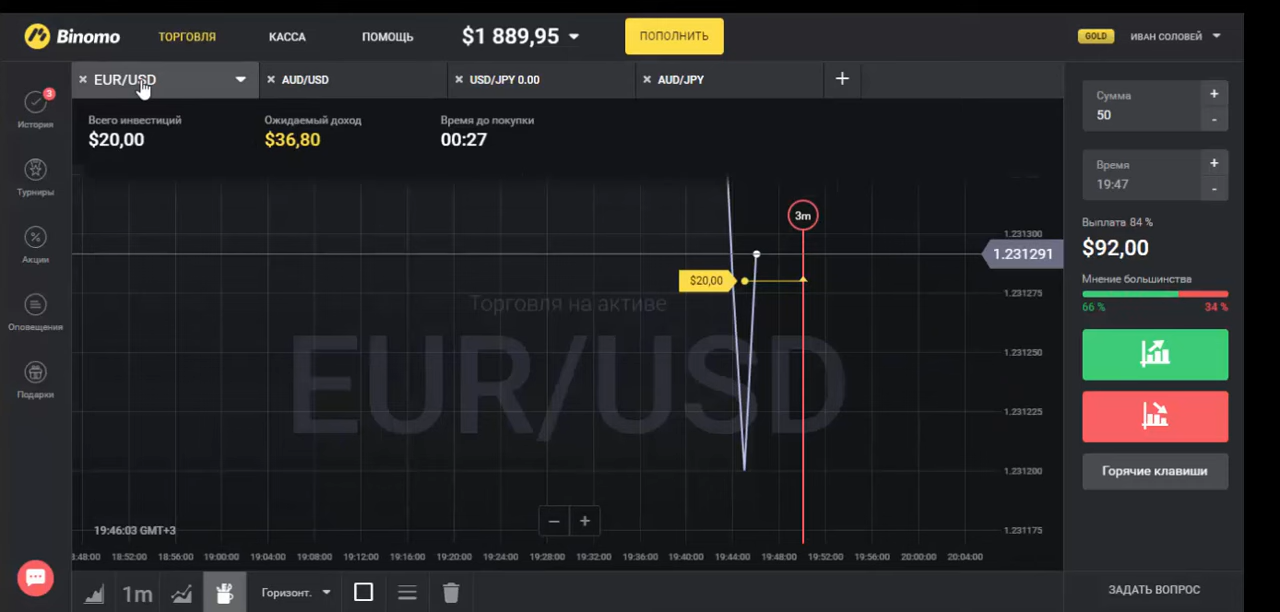 Binomo
ТОРГОВЛЯ
КАССА
ПОМОЩЬ
$1 889,95
ПОПОЛНИТЬ
GOLD
ИВАН СОЛОВЕЙ
× EUR/USD
× AUD/USD
× USD/JPY 0.00
× AUD/JPY
+
3
История
Турниры
Акции
Оповещения
Подарки
Всего инвестиций
$20,00
Ожидаемый доход
$36,80
Время до покупки
00:27
3m
$20,00
Торговля на активе
EUR/USD
1.231300
1.231291
1.231275
1.231250
1.231225
1.231200
1.231175
− +
19:46:03 GMT+3
:48:00 18:52:00 18:56:00 19:00:00 19:04:00 19:08:00 19:12:00 19:16:00 19:20:00 19:24:00 19:28:00 19:32:00 19:36:00 19:40:00 19:44:00 19:48:00 19:52:00 19:56:00 20:00:00 20:04:00
1m
Горизонт.
Сумма
50
+
-
Время
19:47
+
-
Выплата 84 %
$92,00
Мнение большинства
66 % 34 %
Горячие клавиши
ЗАДАТЬ ВОПРОС